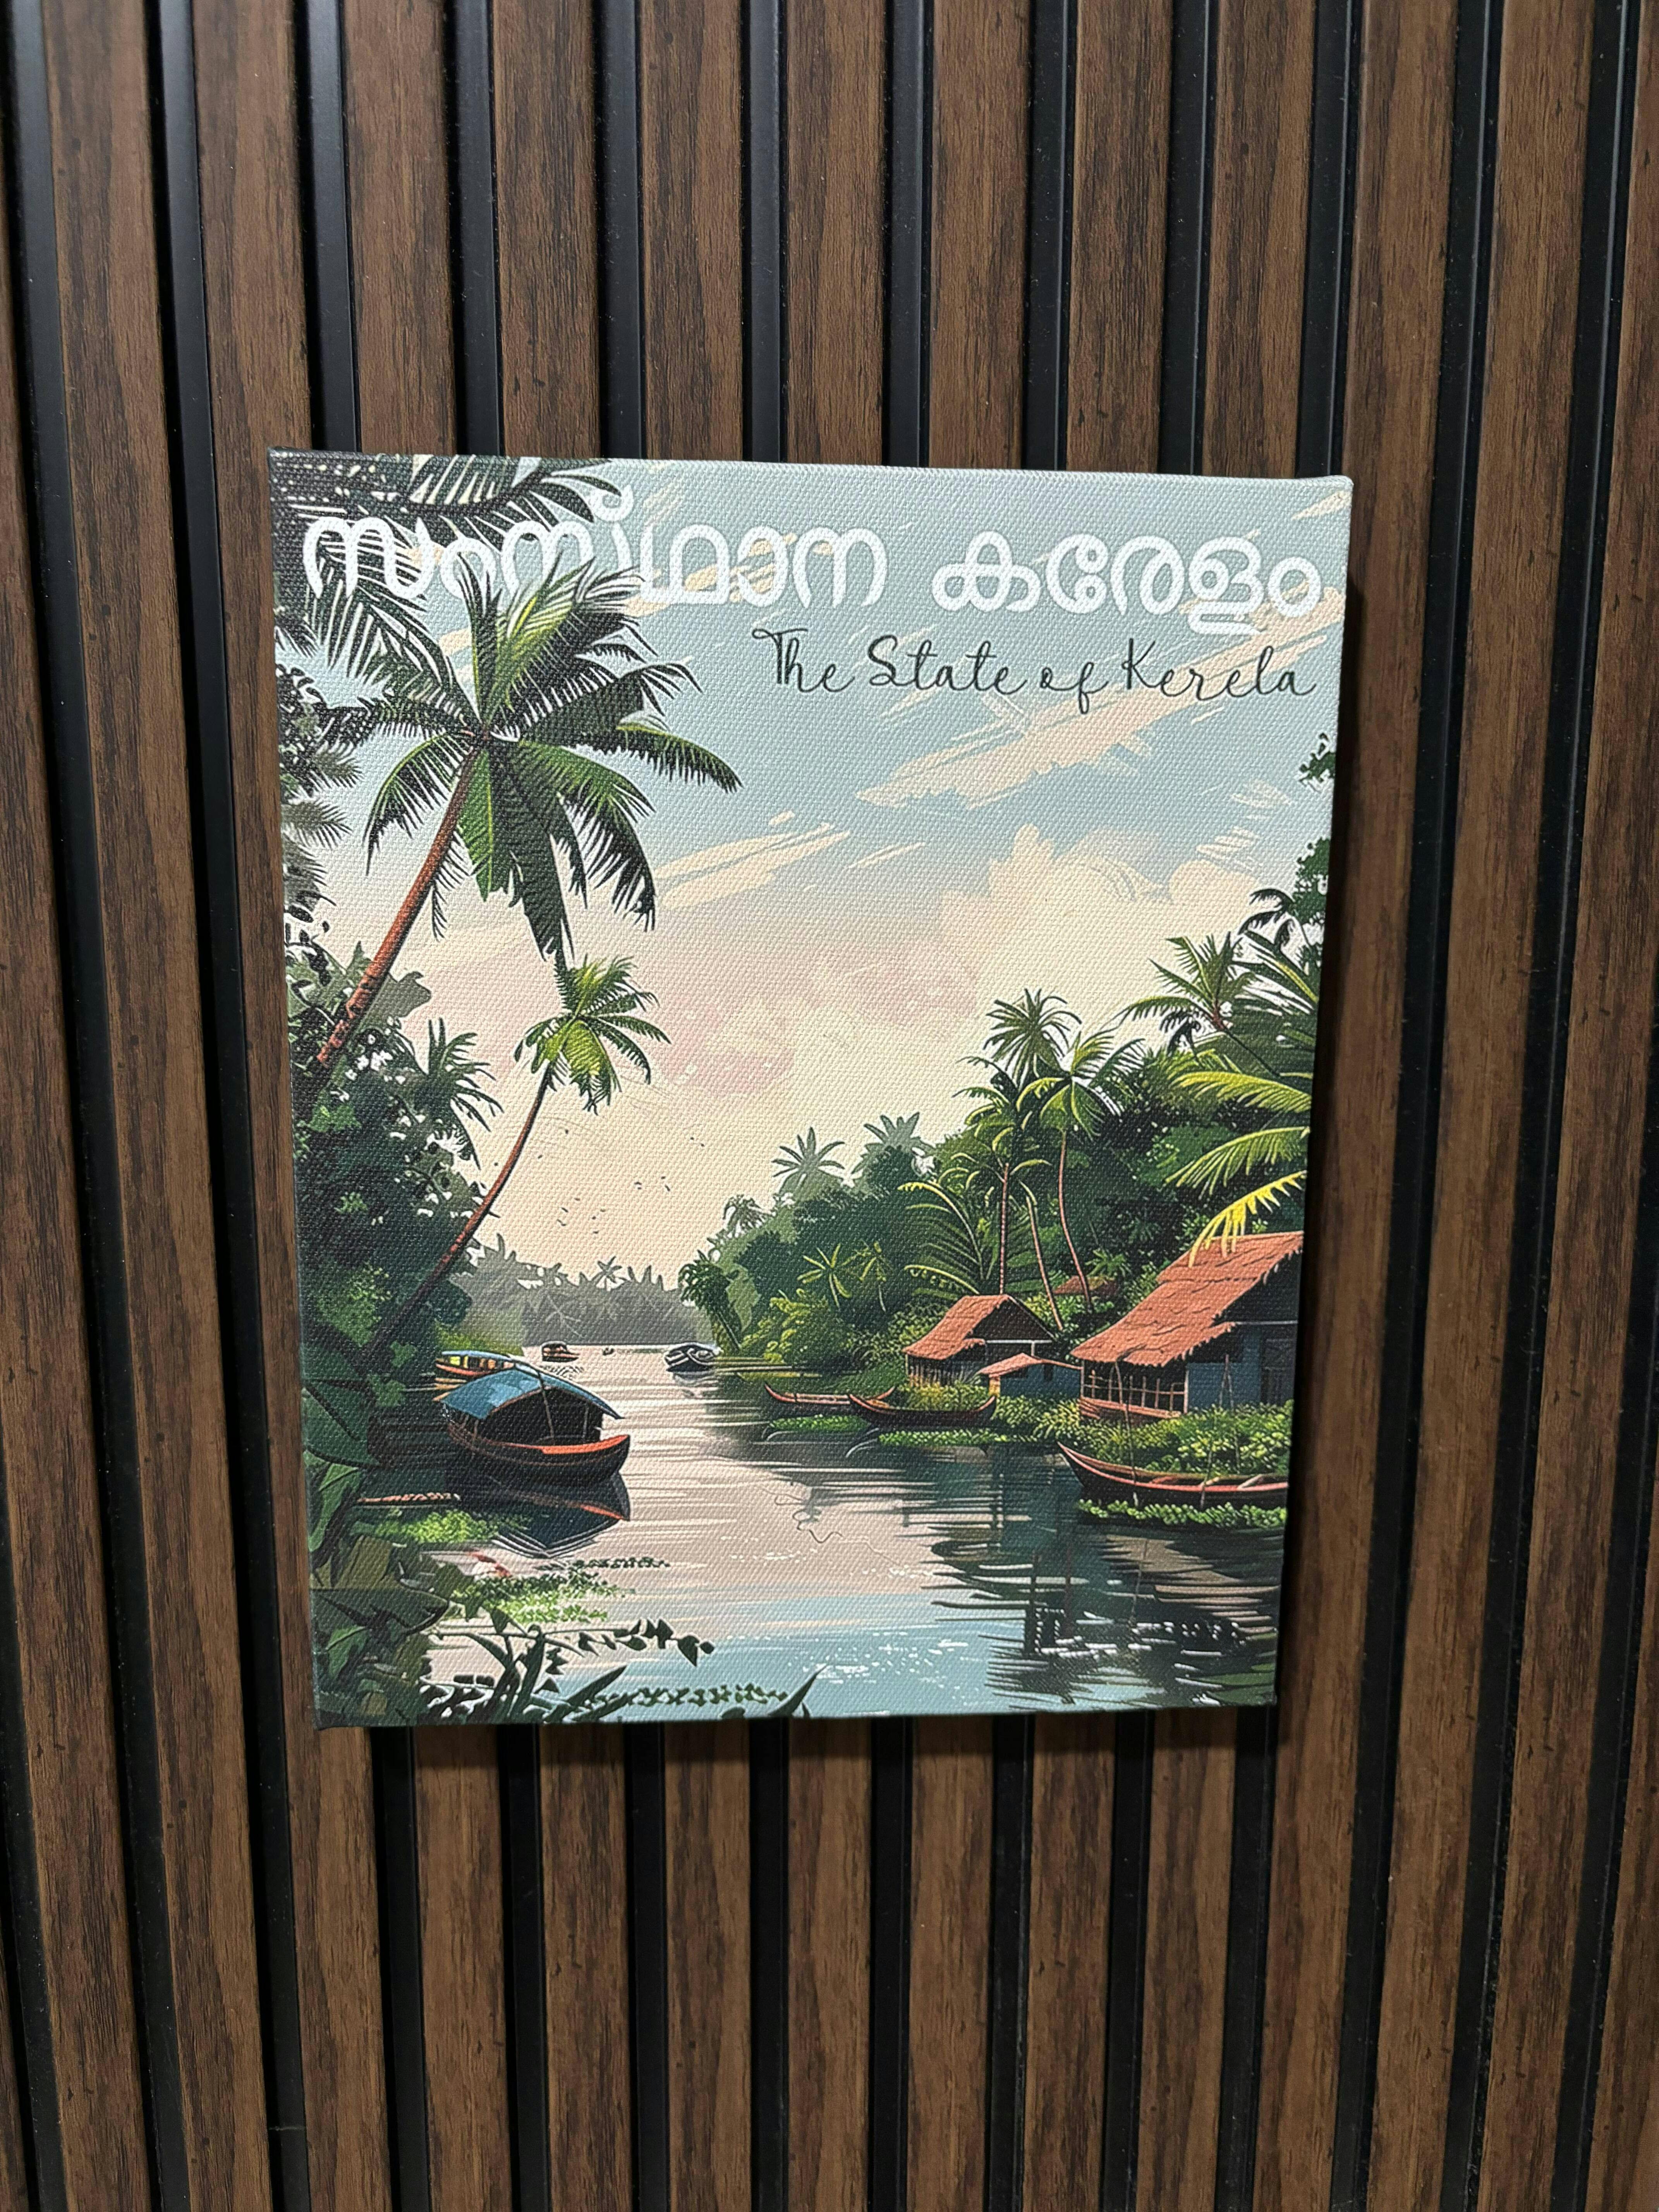 സംസ്‌ഥാന കരേളം
The State of Kerela